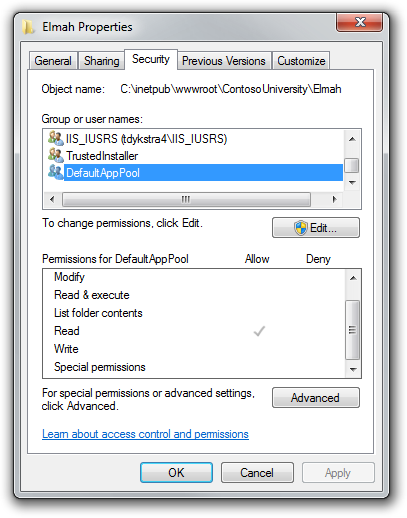 Elmah Properties
General Sharing Security Previous Versions Customize
Object name: C:\inetpub\wwwroot\ContosoUniversity\Elmah
Group or user names:
IIS_IUSRS (tdykstra4\IIS_IUSRS)
TrustedInstaller
DefaultAppPool
To change permissions, click Edit.
Edit...
Permissions for DefaultAppPool Allow Deny
Modify
Read & execute
List folder contents
Read
Write
Special permissions
For special permissions or advanced settings,
click Advanced.
Advanced
Learn about access control and permissions
OK Cancel Apply